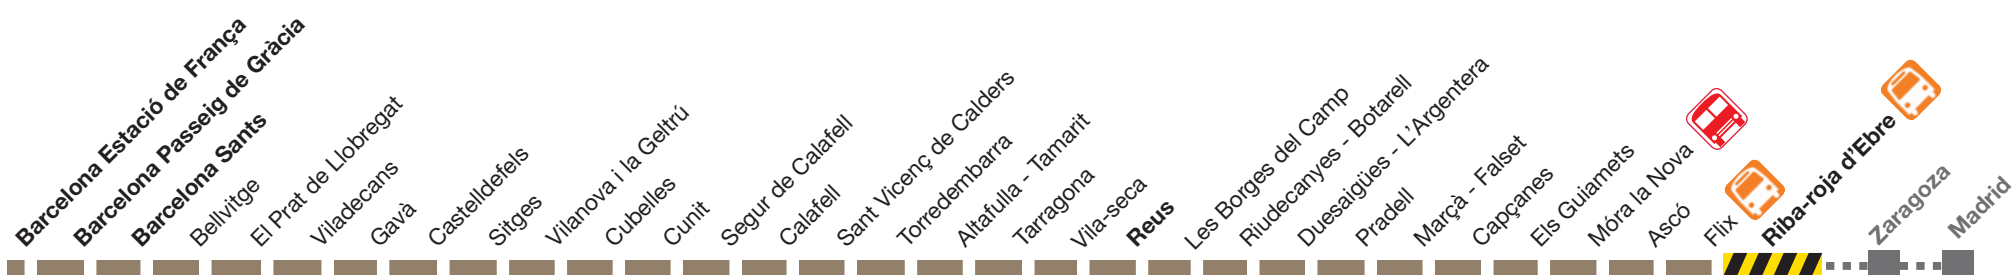 Barcelona Estació de França
Barcelona Passeig de Gràcia
Barcelona Sants
Bellvitge
El Prat de Llobregat
Viladecans
Gavà
Castelldefels
Sitges
Vilanova i la Geltrú
Cubelles
Cunit
Segur de Calafell
Calafell
Sant Vicenç de Calders
Torredembarra
Altafulla - Tamarit
Tarragona
Vila-seca
Reus
Les Borges del Camp
Riudecanyes - Botarell
Duesaigües - L'Argentera
Pradell
Marçà - Falset
Capçanes
Els Guiamets
Móra la Nova
Ascó
Flix
Riba-roja d'Ebre
Zaragoza
Madrid